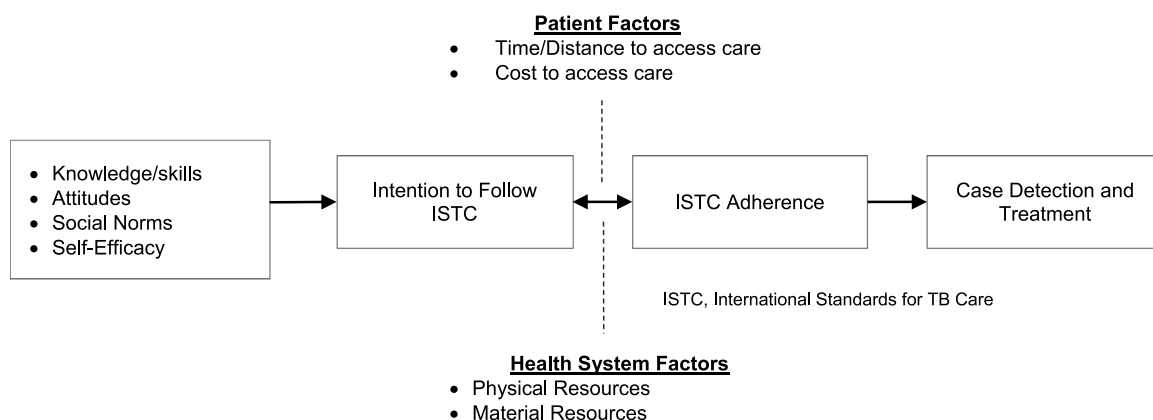 Patient Factors
• Time/Distance to access care
• Cost to access care
• Knowledge/skills
• Attitudes
• Social Norms
• Self-Efficacy
Intention to Follow
ISTC
ISTC Adherence
Case Detection and
Treatment
ISTC, International Standards for TB Care
Health System Factors
• Physical Resources
• Material Resources